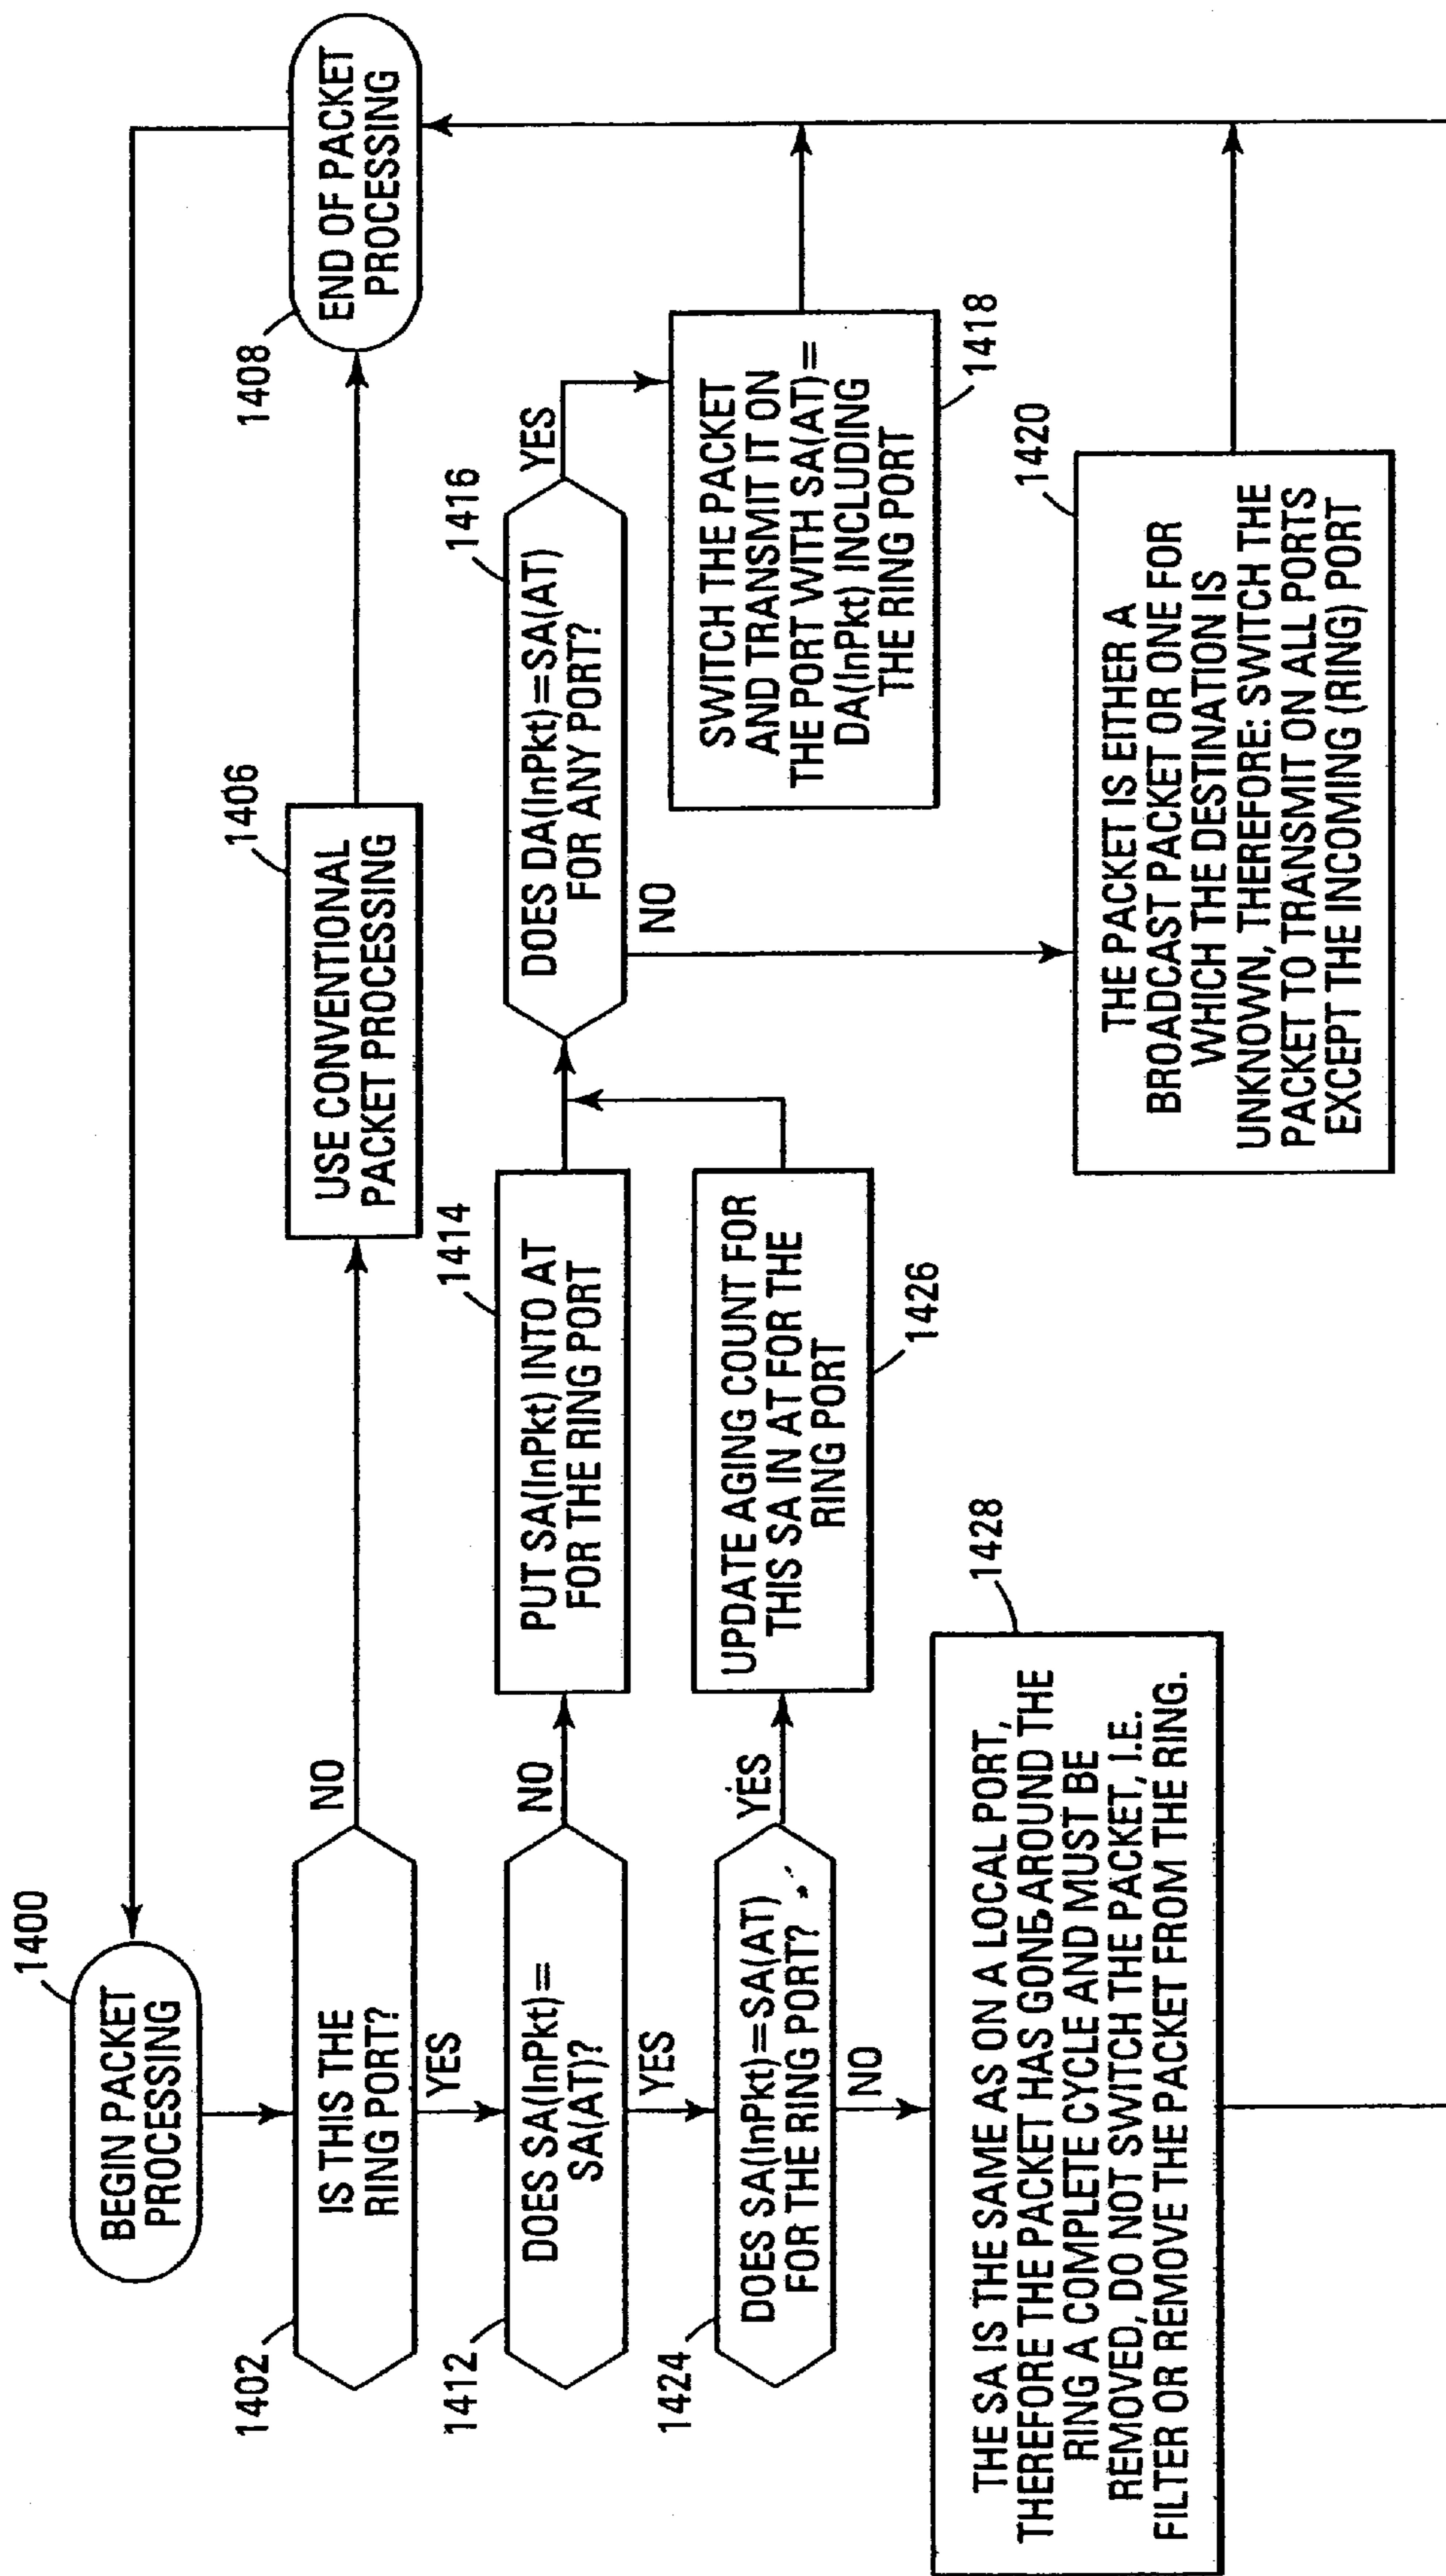 1400
BEGIN PACKET
PROCESSING
1402
IS THIS THE
RING PORT?
NO
YES
1406
USE CONVENTIONAL
PACKET PROCESSING
1408
END OF PACKET
PROCESSING
1412
DOES SA(InPkt)=
SA(AT)?
NO
YES
1414
PUT SA(InPkt) INTO AT
FOR THE RING PORT
1416
DOES DA(InPkt)=SA(AT)
FOR ANY PORT?
YES
NO
SWITCH THE PACKET
AND TRANSMIT IT ON
THE PORT WITH SA(AT)=
DA(InPkt) INCLUDING
THE RING PORT
1418
1424
DOES SA(InPkt)=SA(AT)
FOR THE RING PORT?
YES
NO
UPDATE AGING COUNT FOR
THIS SA IN AT FOR THE
RING PORT
1426
1420
THE PACKET IS EITHER A
BROADCAST PACKET OR ONE FOR
WHICH THE DESTINATION IS
UNKNOWN, THEREFORE: SWITCH THE
PACKET TO TRANSMIT ON ALL PORTS
EXCEPT THE INCOMING (RING) PORT
1428
THE SA IS THE SAME AS ON A LOCAL PORT,
THEREFORE THE PACKET HAS GONE AROUND THE
RING A COMPLETE CYCLE AND MUST BE
REMOVED, DO NOT SWITCH THE PACKET, I.E.
FILTER OR REMOVE THE PACKET FROM THE RING.